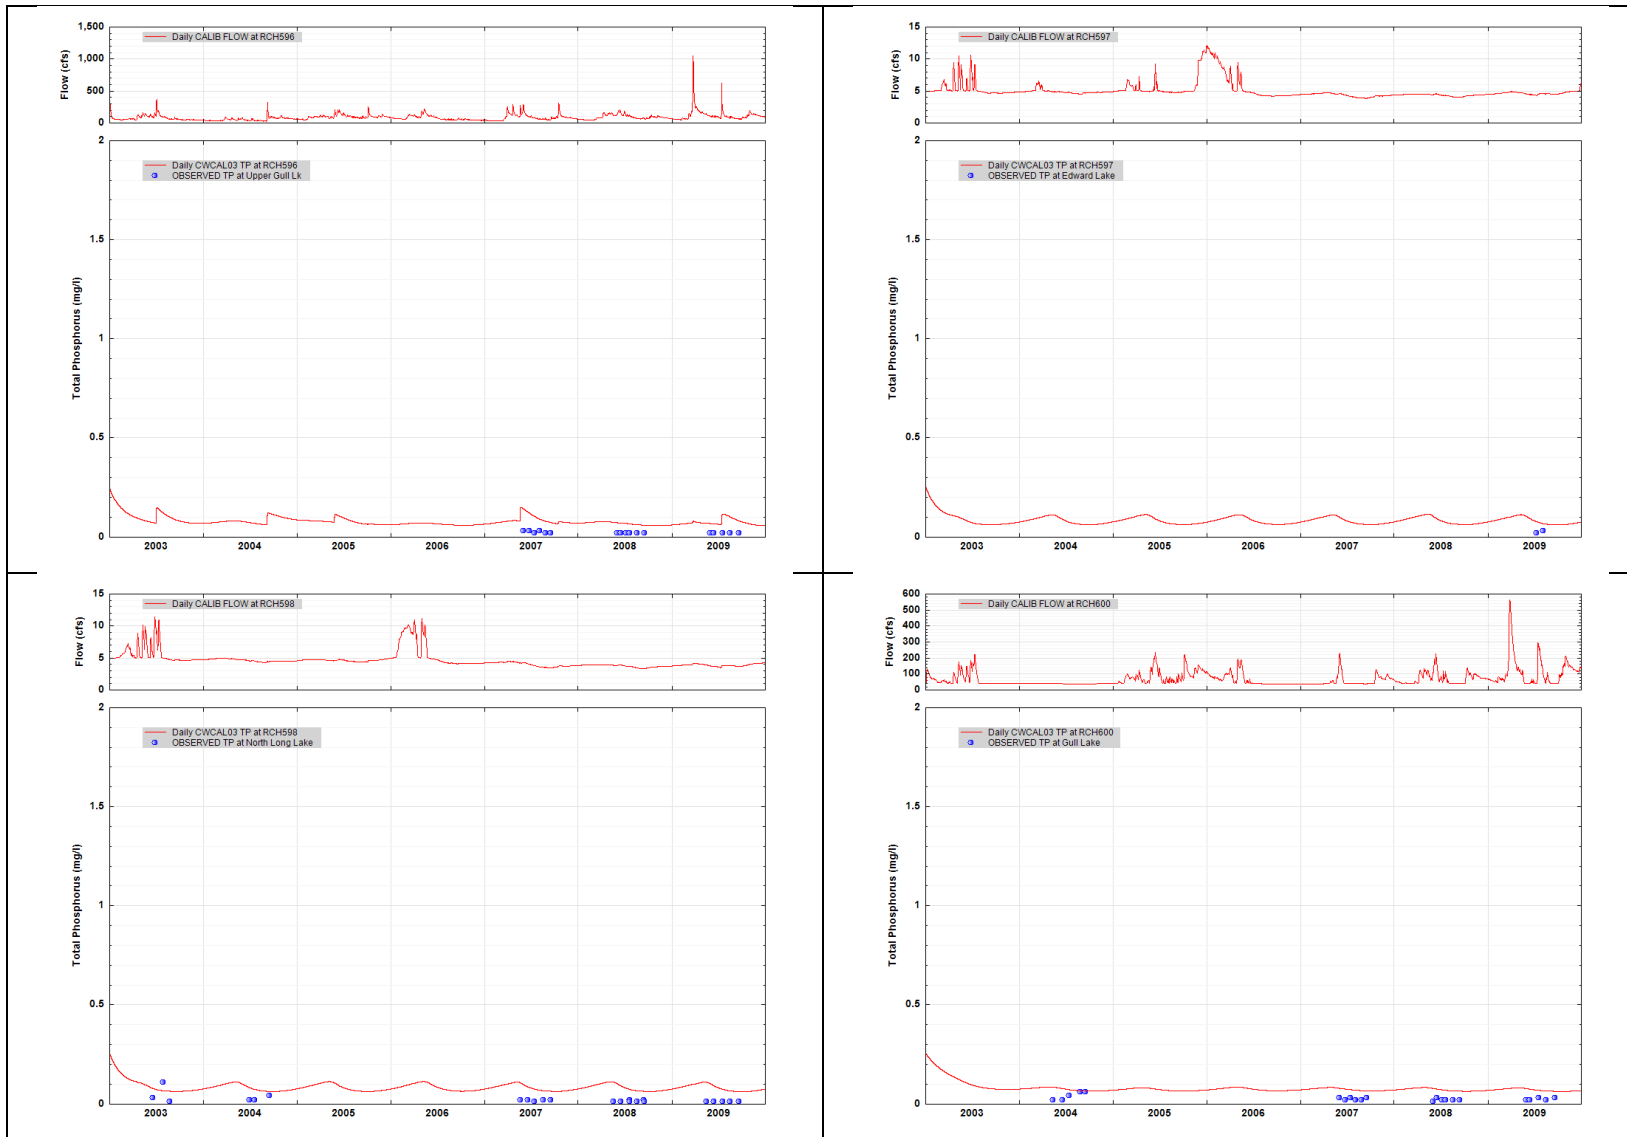 1,500
1,000
500
0
Flow (cfs)
Daily CALIB FLOW at RCH596
2
1.5
1
0.5
0
Total Phosphorus (mg/l)
Daily CWCAL03 TP at RCH596
OBSERVED TP at Upper Gull Lk
2003 2004 2005 2006 2007 2008 2009
15
10
5
0
Flow (cfs)
Daily CALIB FLOW at RCH597
2
1.5
1
0.5
0
Total Phosphorus (mg/l)
Daily CWCAL03 TP at RCH597
OBSERVED TP at Edward Lake
2003 2004 2005 2006 2007 2008 2009
15
10
5
0
Flow (cfs)
Daily CALIB FLOW at RCH598
2
1.5
1
0.5
0
Total Phosphorus (mg/l)
Daily CWCAL03 TP at RCH598
OBSERVED TP at North Long Lake
2003 2004 2005 2006 2007 2008 2009
600
500
400
300
200
100
0
Flow (cfs)
Daily CALIB FLOW at RCH600
2
1.5
1
0.5
0
Total Phosphorus (mg/l)
Daily CWCAL03 TP at RCH600
OBSERVED TP at Gull Lake
2003 2004 2005 2006 2007 2008 2009